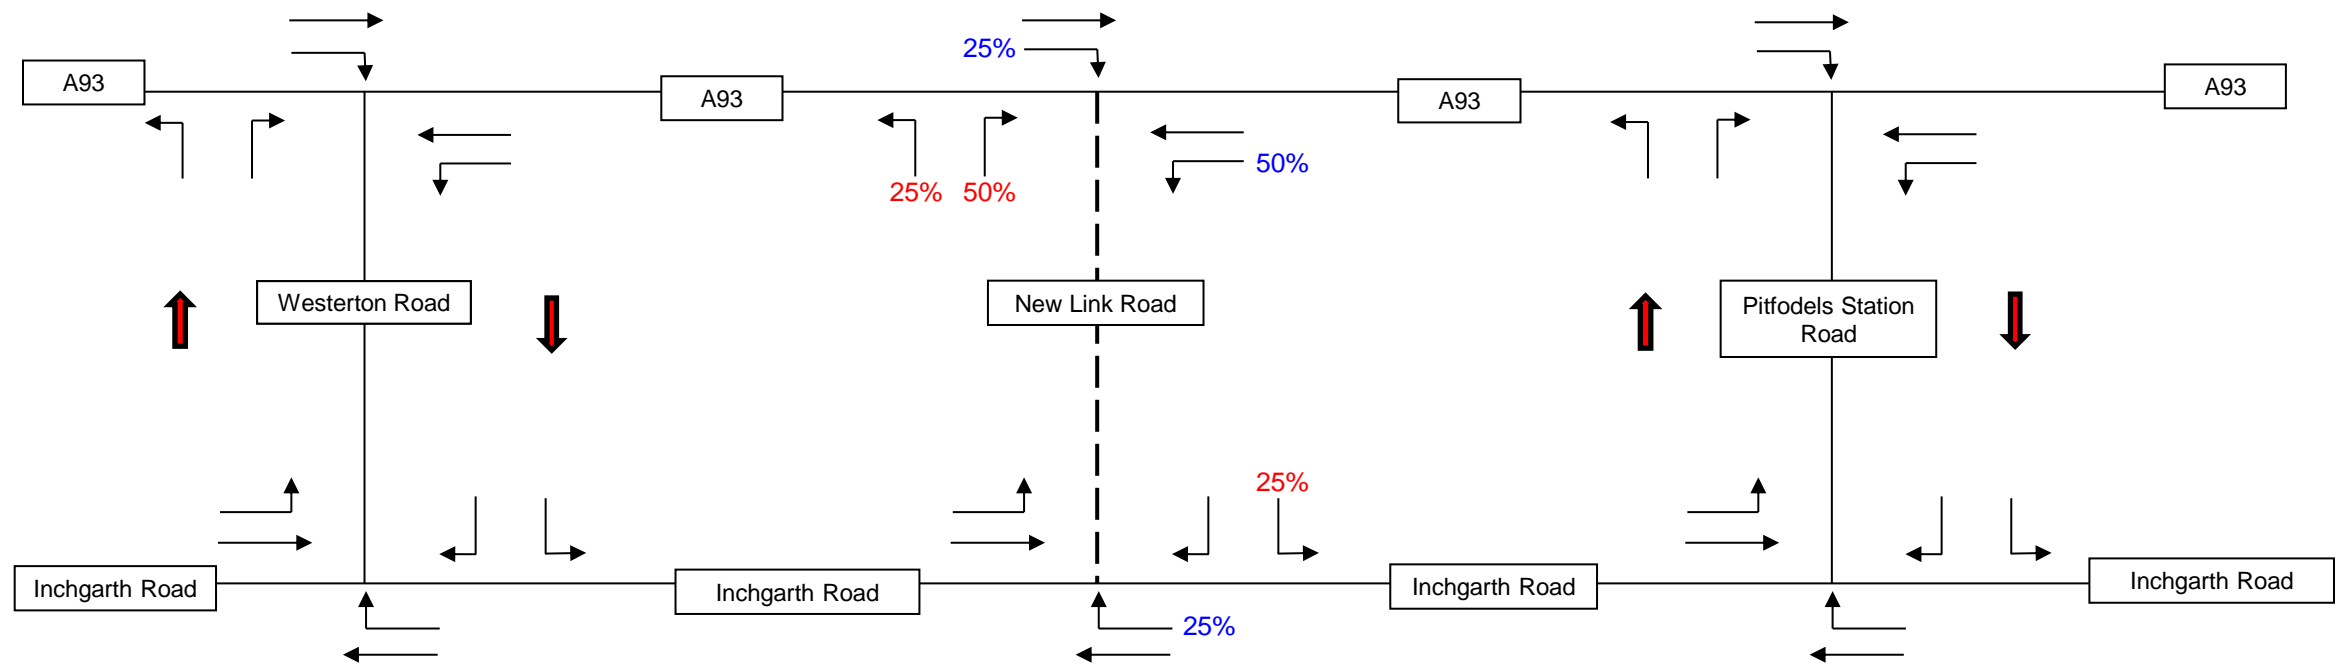 25%
A93
A93
A93
A93
50%
25% 50%
Westerton Road
New Link Road
Pitfodels Station
Road
25%
Inchgarth Road
Inchgarth Road
Inchgarth Road
Inchgarth Road
25%